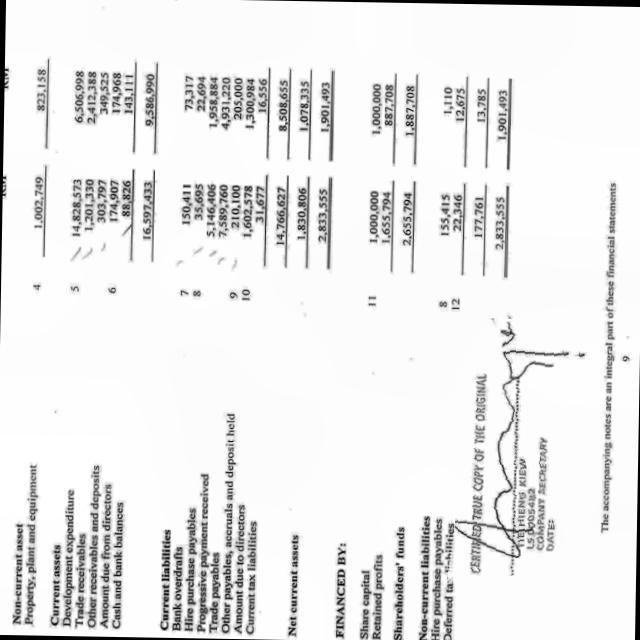 RM RM
Non-current asset
Property, plant and equipment 4 1,002,749 823,158
Current assets
Development expenditure 5 14,828,573 6,506,998
Trade receivables 1,201,330 2,412,388
Other receivables and deposits 303,797 349,525
Amount due from directors 6 174,907 174,968
Cash and bank balances 88,826 143,111
16,597,433 9,586,990
Current liabilities
Bank overdrafts 7 150,411 73,317
Hire purchase payables 8 35,695 22,694
Progressive payment received 5,146,406 1,958,884
Trade payables 7,589,760 4,931,220
Other payables, accruals and deposit held 9 210,100 205,000
Amount due to directors 10 1,602,578 1,300,984
Current tax liabilities 31,677 16,556
14,766,627 8,508,655
Net current assets 1,830,806 1,078,335
2,833,555 1,901,493
FINANCED BY:
Share capital 11 1,000,000 1,000,000
Retained profits 1,655,794 887,708
Shareholders' funds 2,655,794 1,887,708
Non-current liabilities
Hire purchase payables 8 155,415 1,110
Deferred tax liabilities 12 22,346 12,675
177,761 13,785
2,833,555 1,901,493
CERTIFIED TRUE COPY OF THE ORIGINAL
HENG KIEW
COMPANY SECRETARY
DATE:
The accompanying notes are an integral part of these financial statements
9